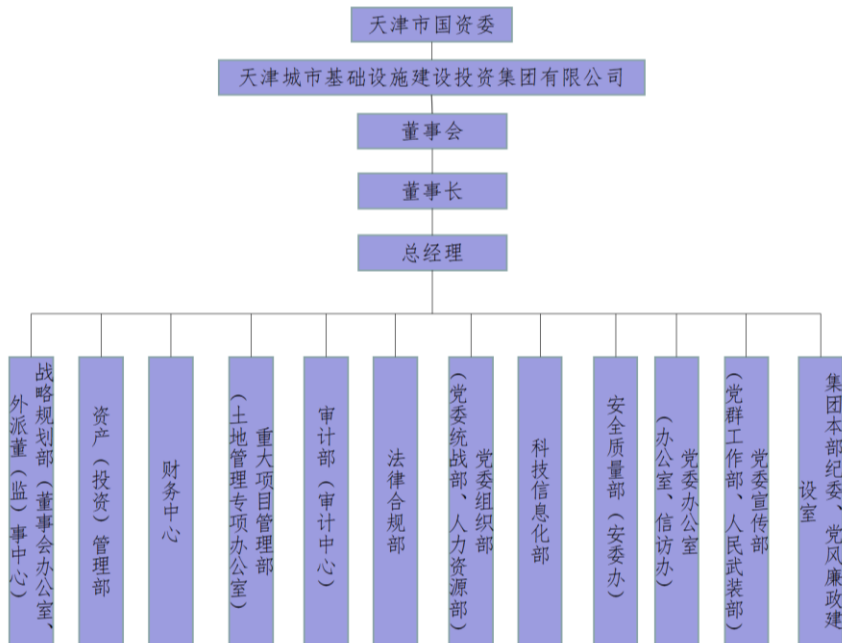 天津市国资委
天津城市基础设施建设投资集团有限公司
董事会
董事长
总经理
战略规划部（董事会办公室、
外派董（监）事中心）
资产（投资）管理部
财务中心
重大项目管理部
（土地管理专项办公室）
审计部（审计中心）
法律合规部
党委组织部
（党委统战部、人力资源部）
科技信息化部
安全质量部（安委办）
党委办公室
（办公室、信访办）
党委宣传部
（党群工作部、人民武装部）
集团本部纪委、党风廉政建
设室